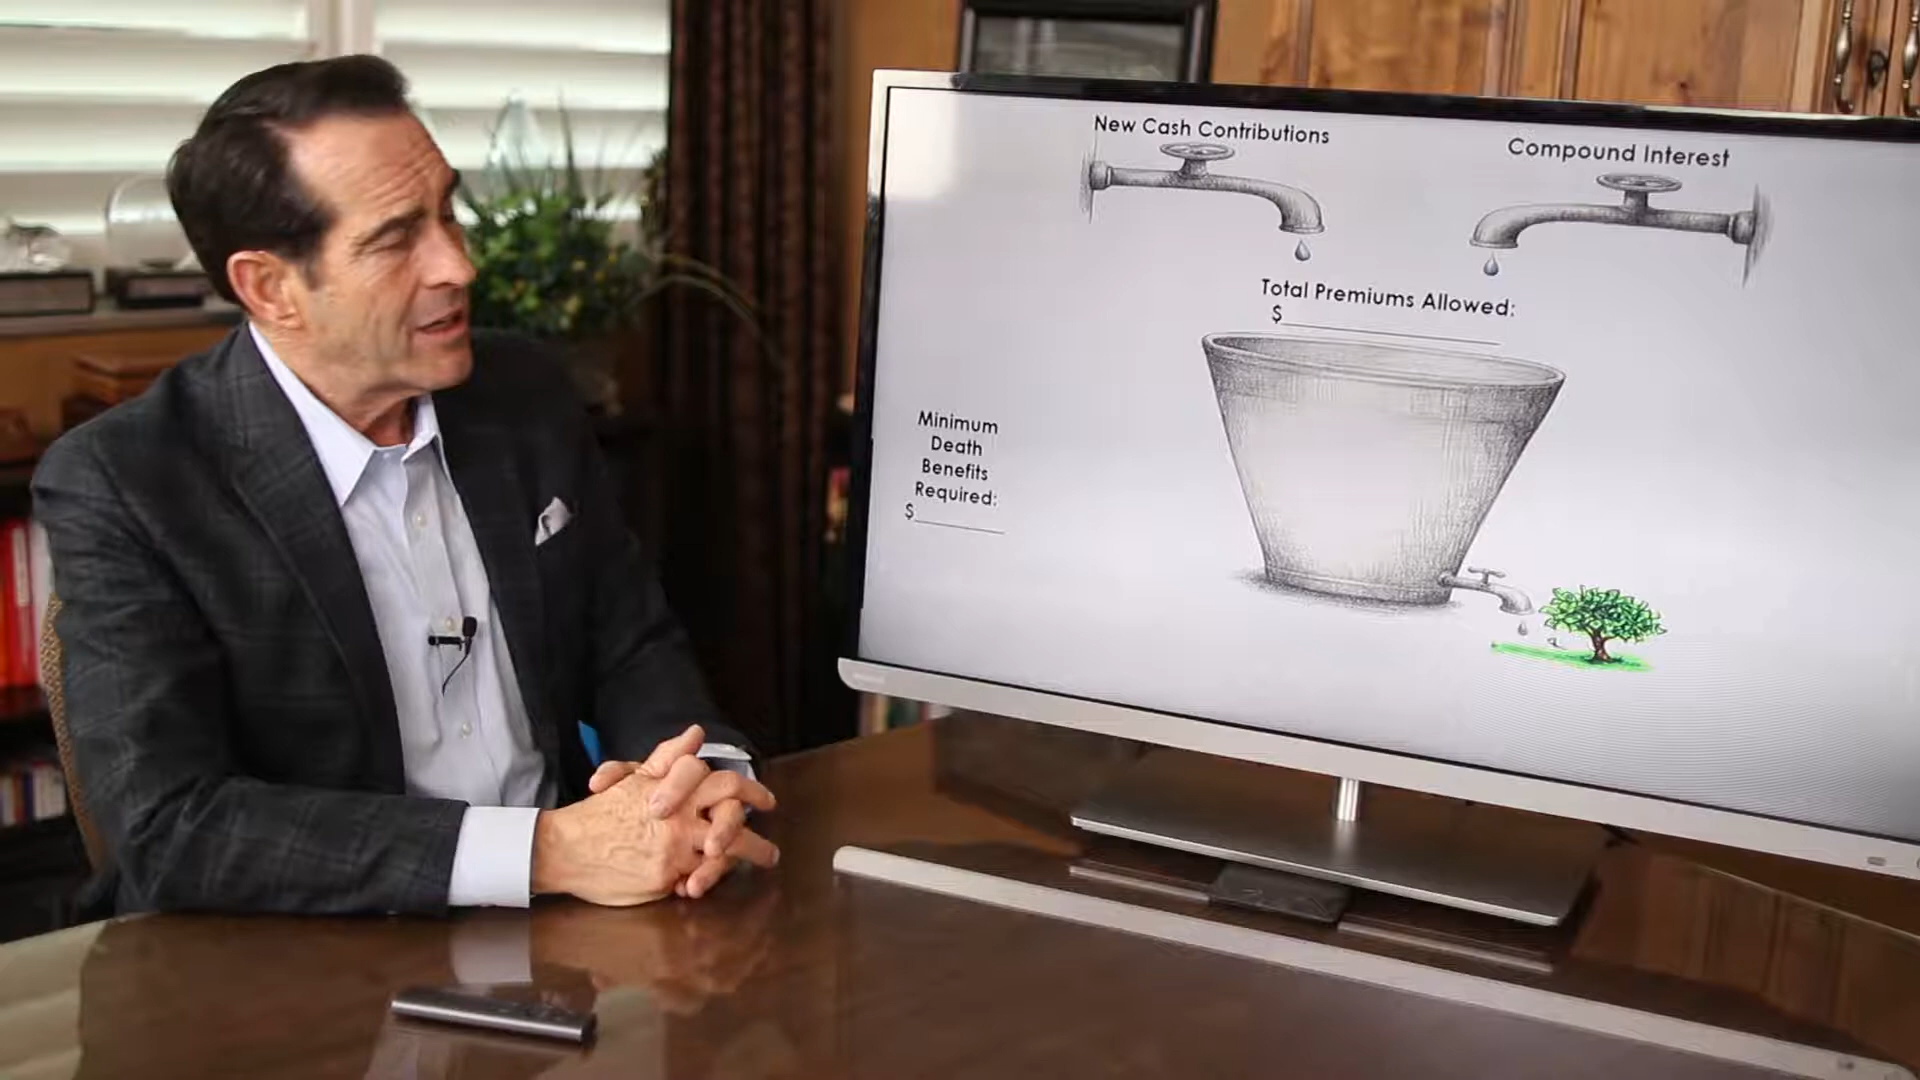 New Cash Contributions
Compound Interest
Total Premiums Allowed:
$
Minimum
Death
Benefits
Required:
$